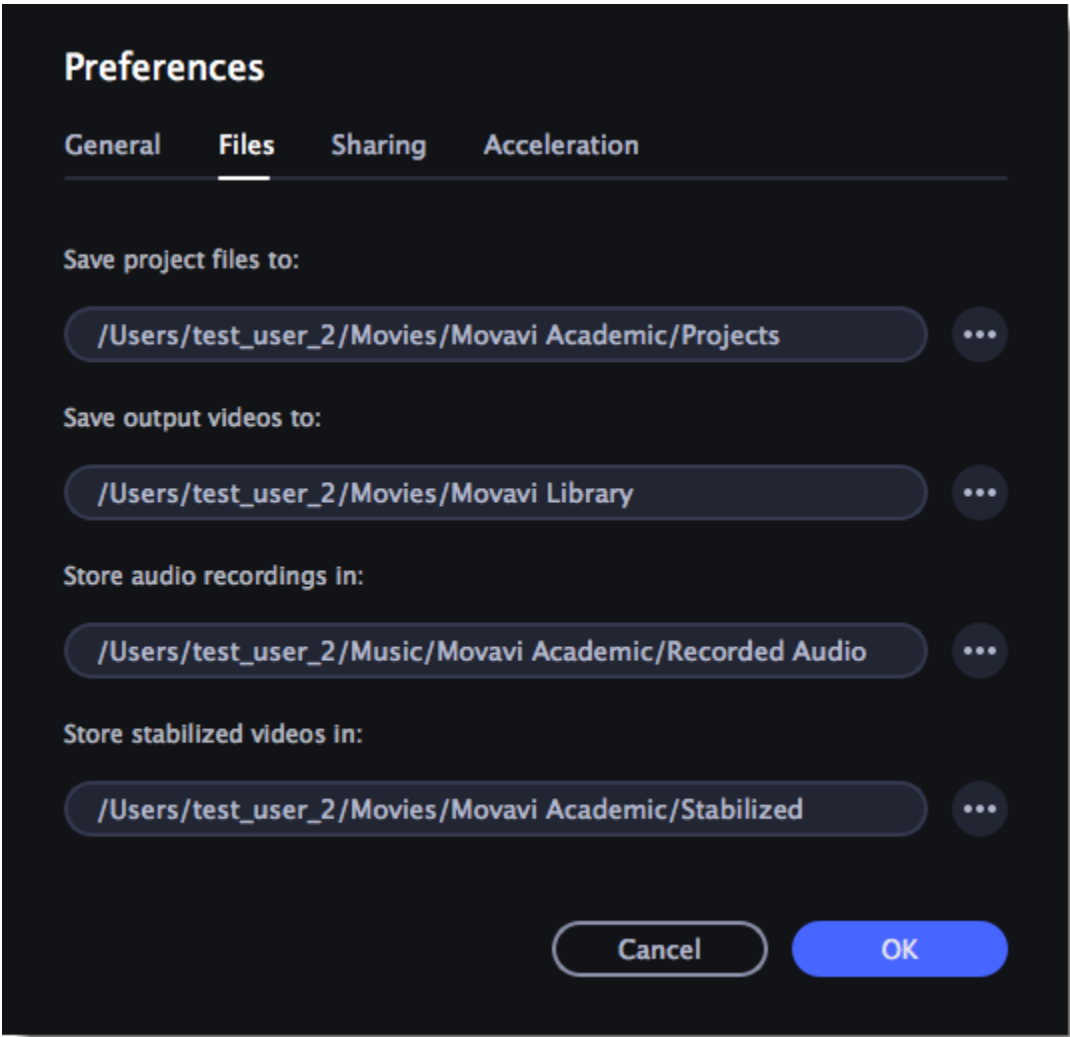 Preferences
General Files Sharing Acceleration
Save project files to:
/Users/test_user_2/Movies/Movavi Academic/Projects
Save output videos to:
/Users/test_user_2/Movies/Movavi Library
Store audio recordings in:
/Users/test_user_2/Music/Movavi Academic/Recorded Audio
Store stabilized videos in:
/Users/test_user_2/Movies/Movavi Academic/Stabilized
Cancel OK